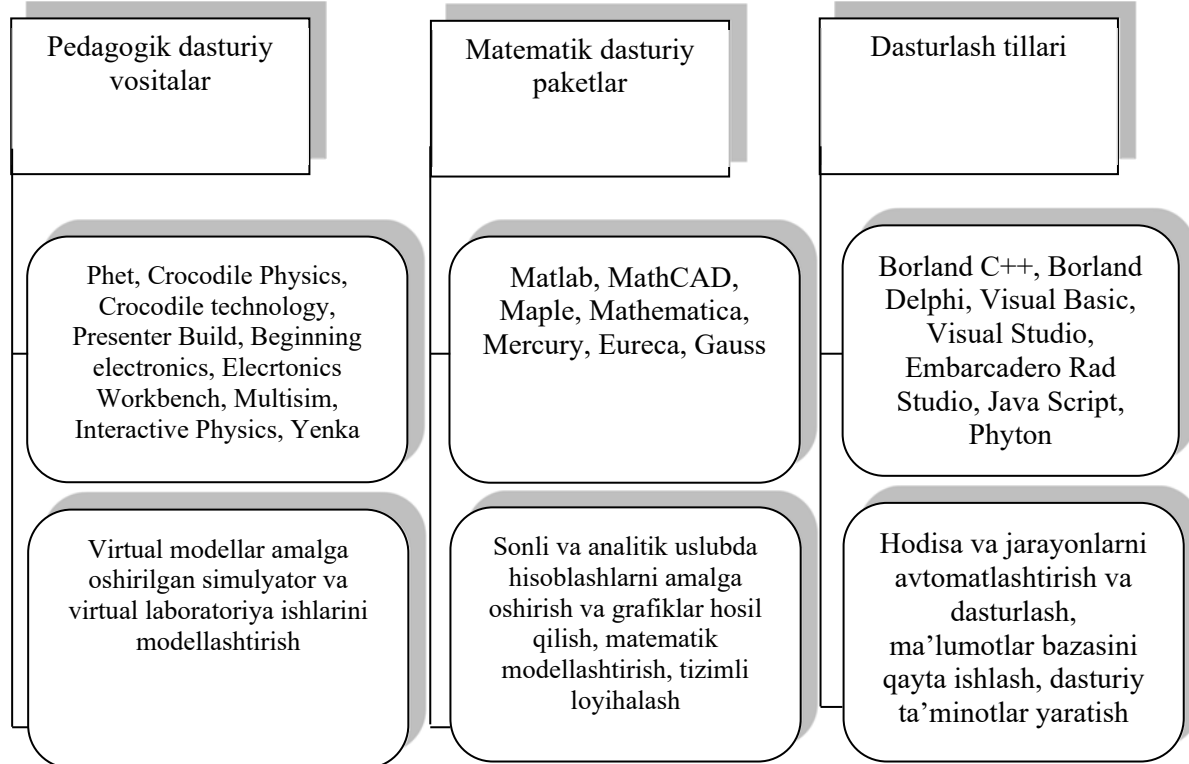 Pedagogik dasturiy
vositalar
Phet, Crocodile Physics,
Crocodile technology,
Presenter Build, Beginning
electronics, Elecrtonics
Workbench, Multisim,
Interactive Physics, Yenka
Virtual modellar amalga
oshirilgan simulyator va
virtual laboratoriya ishlarini
modellashtirish
Matematik dasturiy
paketlar
Matlab, MathCAD,
Maple, Mathematica,
Mercury, Eureca, Gauss
Sonli va analitik uslubda
hisoblashlarni amalga
oshirish va grafiklar hosil
qilish, matematik
modellashtirish, tizimli
loyihalash
Dasturlash tillari
Borland C++, Borland
Delphi, Visual Basic,
Visual Studio,
Embarcadero Rad
Studio, Java Script,
Phyton
Hodisa va jarayonlarni
avtomatlashtirish va
dasturlash,
ma’lumotlar bazasini
qayta ishlash, dasturiy
ta’minotlar yaratish